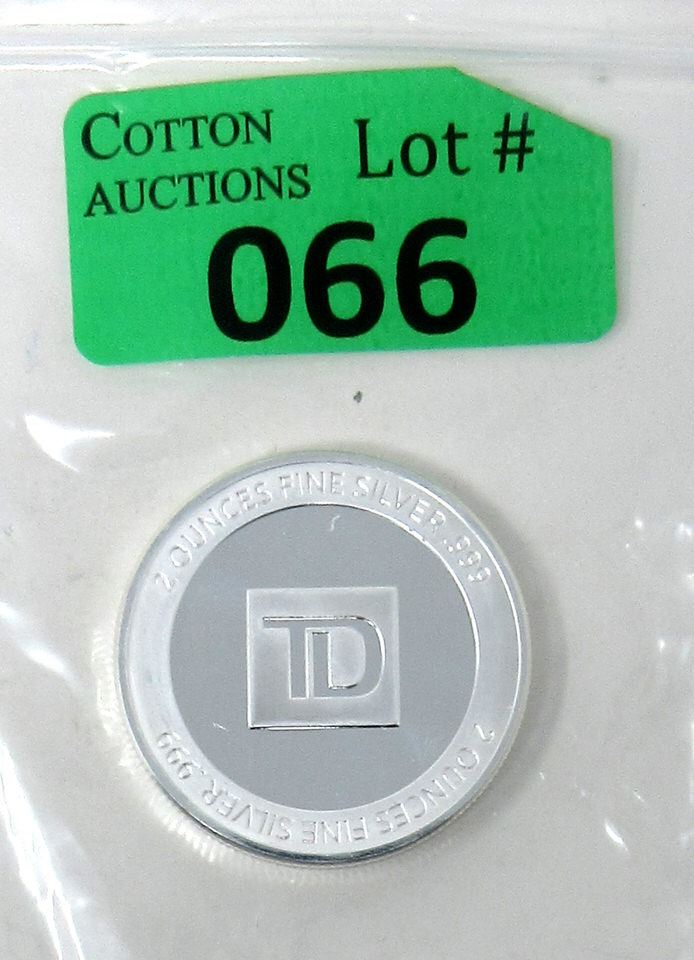 COTTON
AUCTIONS
Lot #
066
2 OUNCES FINE SILVER .999
TD
2 OUNCES FINE SILVER .999